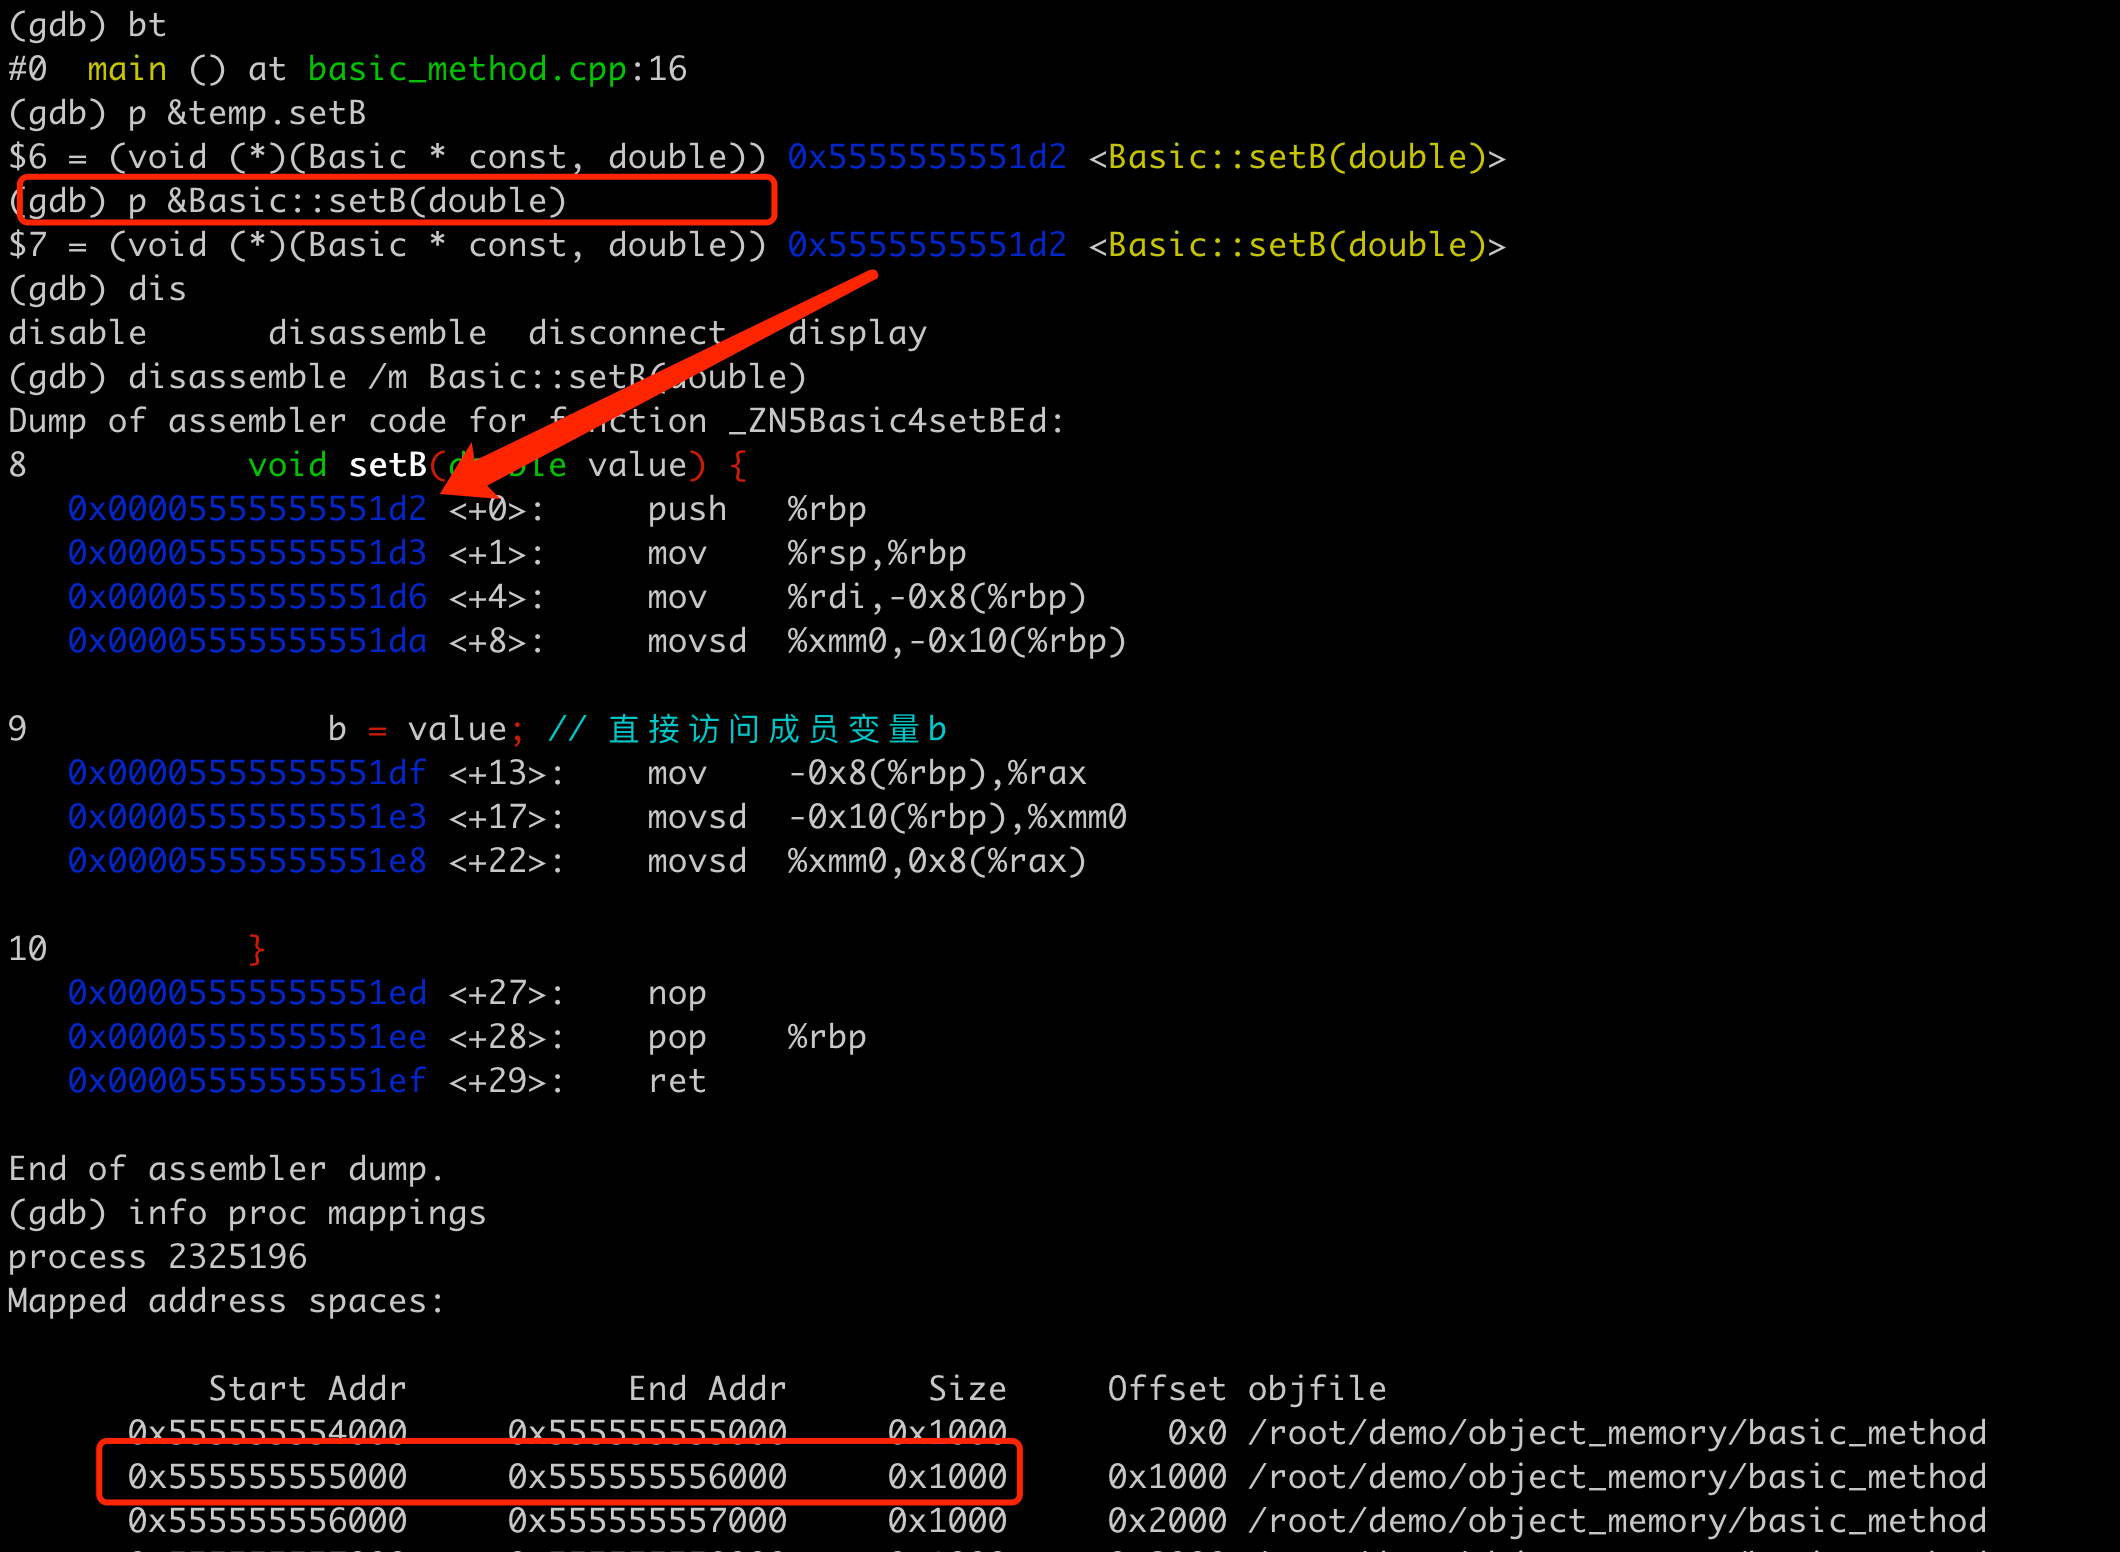 (gdb) bt
#0  main () at basic_method.cpp:16
(gdb) p &temp.setB
$6 = (void (*)(Basic * const, double)) 0x5555555551d2 <Basic::setB(double)>
(gdb) p &Basic::setB(double)
$7 = (void (*)(Basic * const, double)) 0x5555555551d2 <Basic::setB(double)>
(gdb) dis
disable      disassemble  disconnect   display
(gdb) disassemble /m Basic::setB(double)
Dump of assembler code for function _ZN5Basic4setBEd:
8           void setB(double value) {
   0x00005555555551d2 <+0>:     push   %rbp
   0x00005555555551d3 <+1>:     mov    %rsp,%rbp
   0x00005555555551d6 <+4>:     mov    %rdi,-0x8(%rbp)
   0x00005555555551da <+8>:     movsd  %xmm0,-0x10(%rbp)
9               b = value; // 直接访问成员变量b
   0x00005555555551df <+13>:    mov    -0x8(%rbp),%rax
   0x00005555555551e3 <+17>:    movsd  -0x10(%rbp),%xmm0
   0x00005555555551e8 <+22>:    movsd  %xmm0,0x8(%rax)
10          }
   0x00005555555551ed <+27>:    nop
   0x00005555555551ee <+28>:    pop    %rbp
   0x00005555555551ef <+29>:    ret
End of assembler dump.
(gdb) info proc mappings
process 2325196
Mapped address spaces:
          Start Addr           End Addr       Size     Offset objfile
      0x555555554000     0x555555555000     0x1000        0x0 /root/demo/object_memory/basic_method
      0x555555555000     0x555555556000     0x1000     0x1000 /root/demo/object_memory/basic_method
      0x555555556000     0x555555557000     0x1000     0x2000 /root/demo/object_memory/basic_method